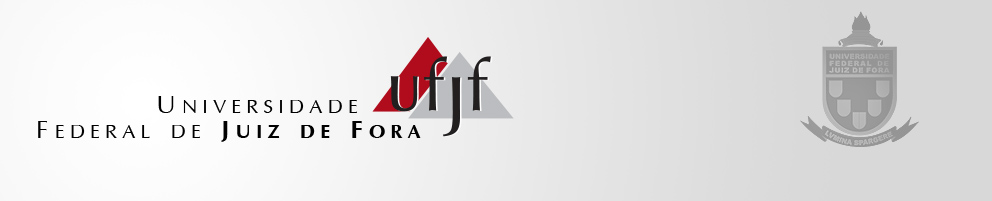 UNIVERSIDADE
FEDERAL DE JUIZ DE FORA
ufjf
UNIVERSIDADE
FEDERAL DE
JUIZ DE FORA
LUMINA SPARGERE